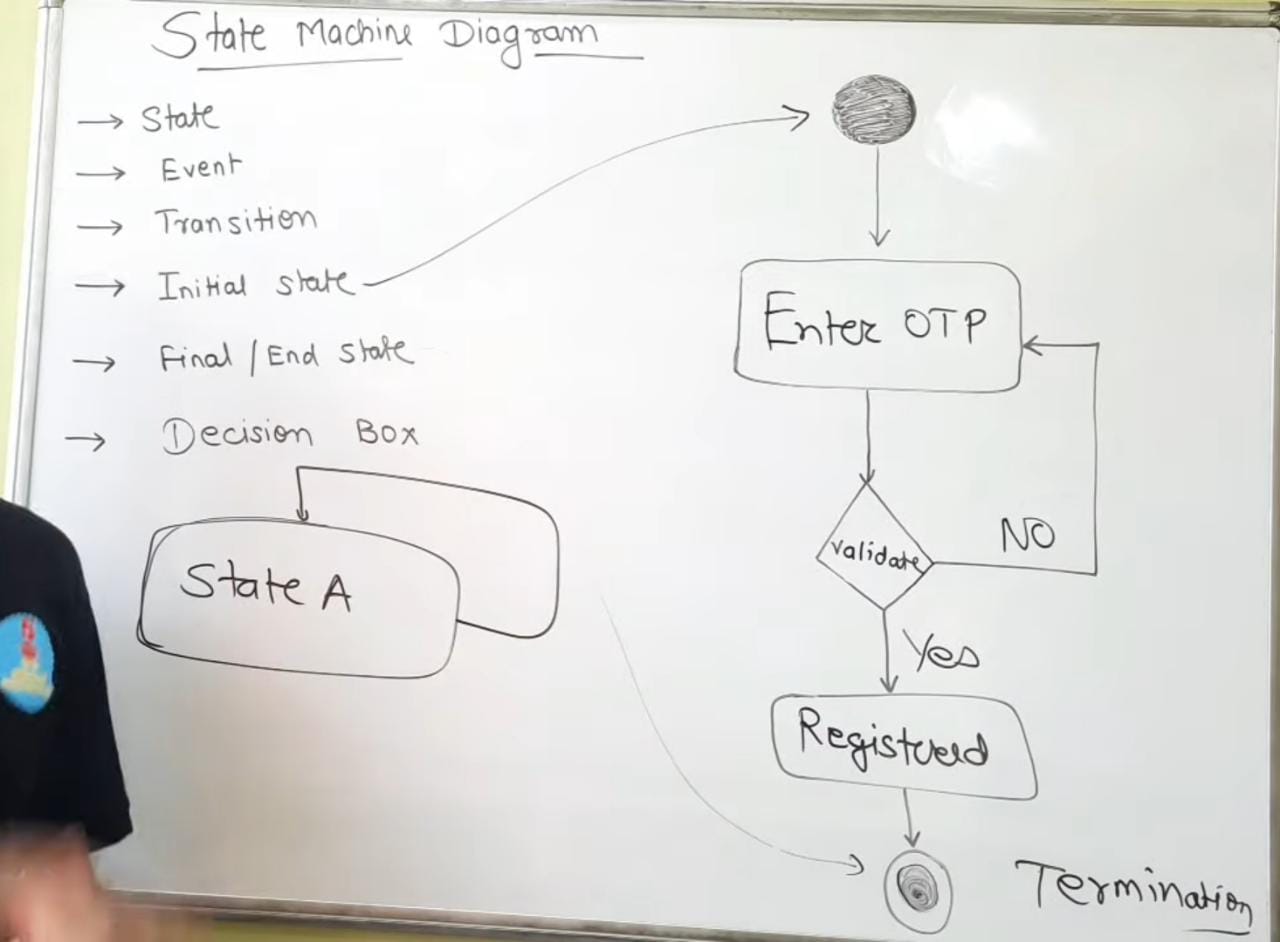 State Machine Diagram
→ State
→ Event
→ Transition
→ Initial state
→ Final / End state
→ Decision Box
State A
Enter OTP
validate
NO
Yes
Registered
Termination